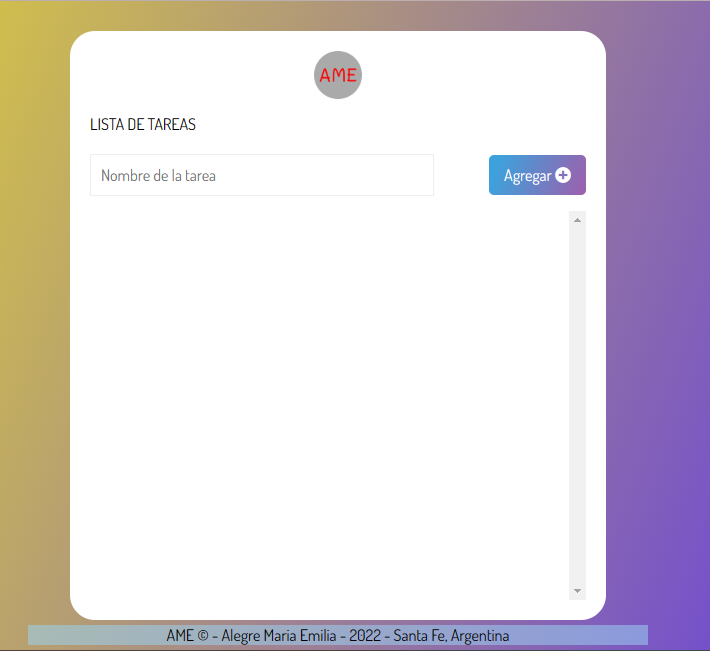 AME
LISTA DE TAREAS
Nombre de la tarea
Agregar
AME © - Alegre Maria Emilia - 2022 - Santa Fe, Argentina